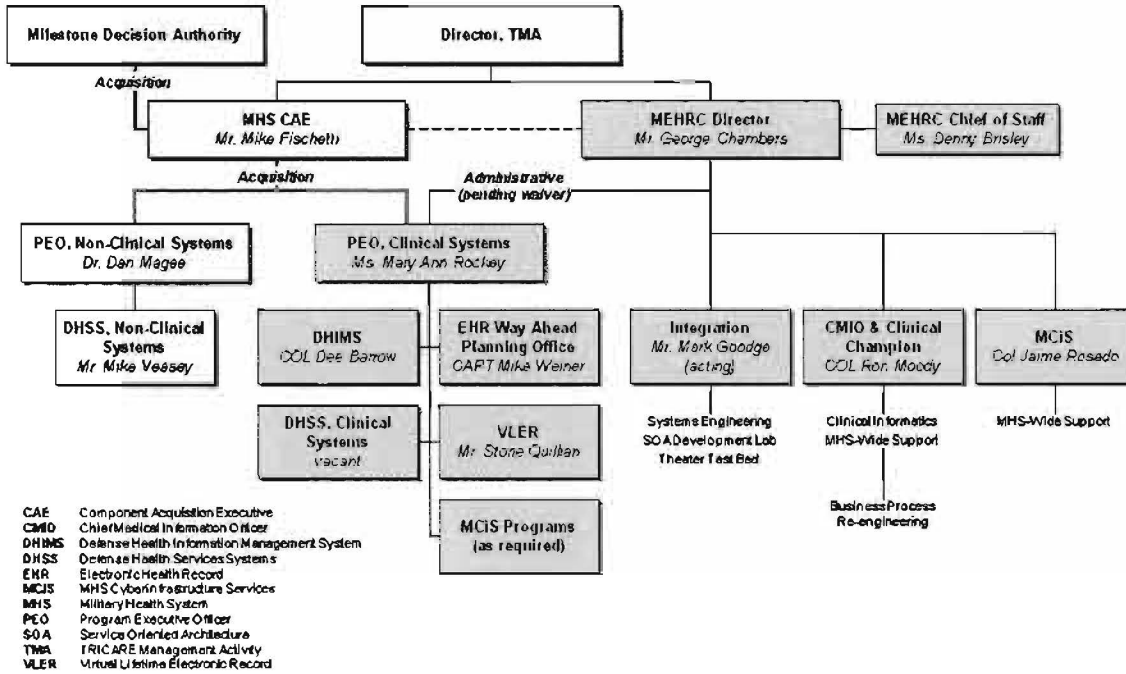 Milestone Decision Authority
Director, TMA
Acquisition
MHS CAE
Mr. Mike Fischetti
MEHRC Director
Mr. George Chambers
MEHRC Chief of Staff
Ms. Denny Brisley
Acquisition
Administrative
(pending waiver)
PEO, Non-Clinical Systems
Dr. Dan Magee
PEO, Clinical Systems
Ms. Mary Ann Rockey
DHSS, Non-Clinical
Systems
Mr. Mike Veasey
DHIMS
COL Dee Barrow
EHR Way Ahead
Planning Office
CAPT Mike Weiner
Integration
Mr. Mark Goodge
(acting)
CMIO & Clinical
Champion
COL Ron Moody
MCiS
Col Jaime Rosado
DHSS, Clinical
Systems
vacant
VLER
Mr. Stone Quillian
Systems Engineering
SOA Development Lab
Theater Test Bed
Clinical Informatics
MHS-Wide Support
MHS-Wide Support
Business Process
Re-engineering
MCiS Programs
(as required)
CAE Component Acquisition Executive
CMIO Chief Medical Information Officer
DHIMS Defense Health Information Management System
DHSS Defense Health Services Systems
EHR Electronic Health Record
MCiS MHS Cyberinfrastructure Services
MHS Military Health System
PEO Program Executive Officer
SOA Service Oriented Architecture
TMA TRICARE Management Activity
VLER Virtual Lifetime Electronic Record